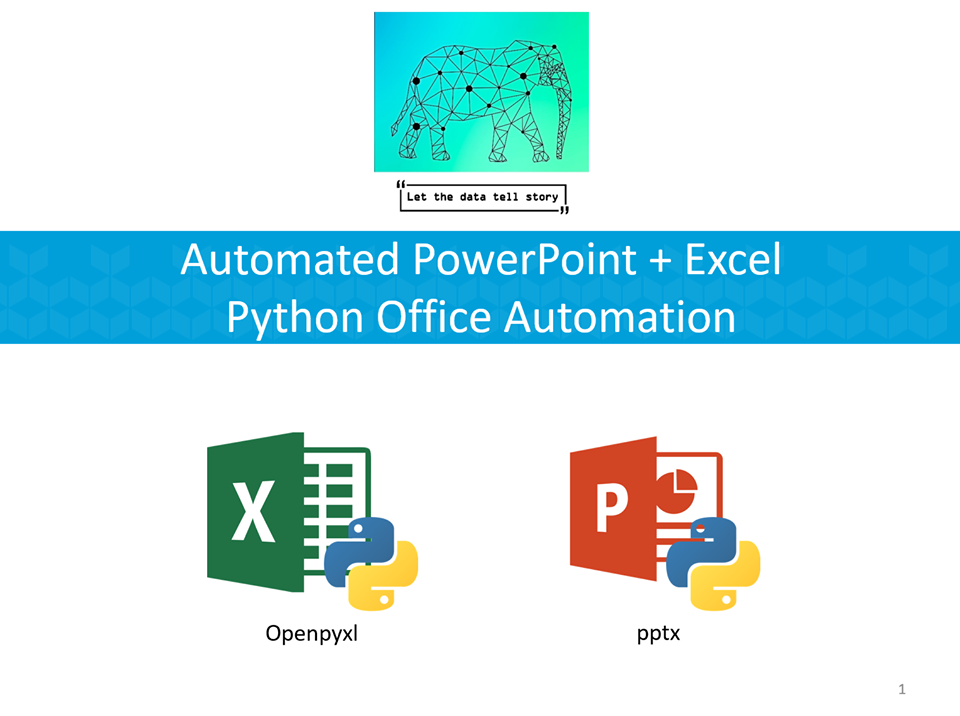 “
Let the data tell story
”
Automated PowerPoint + Excel
Python Office Automation
X
P
Openpyxl
pptx
1